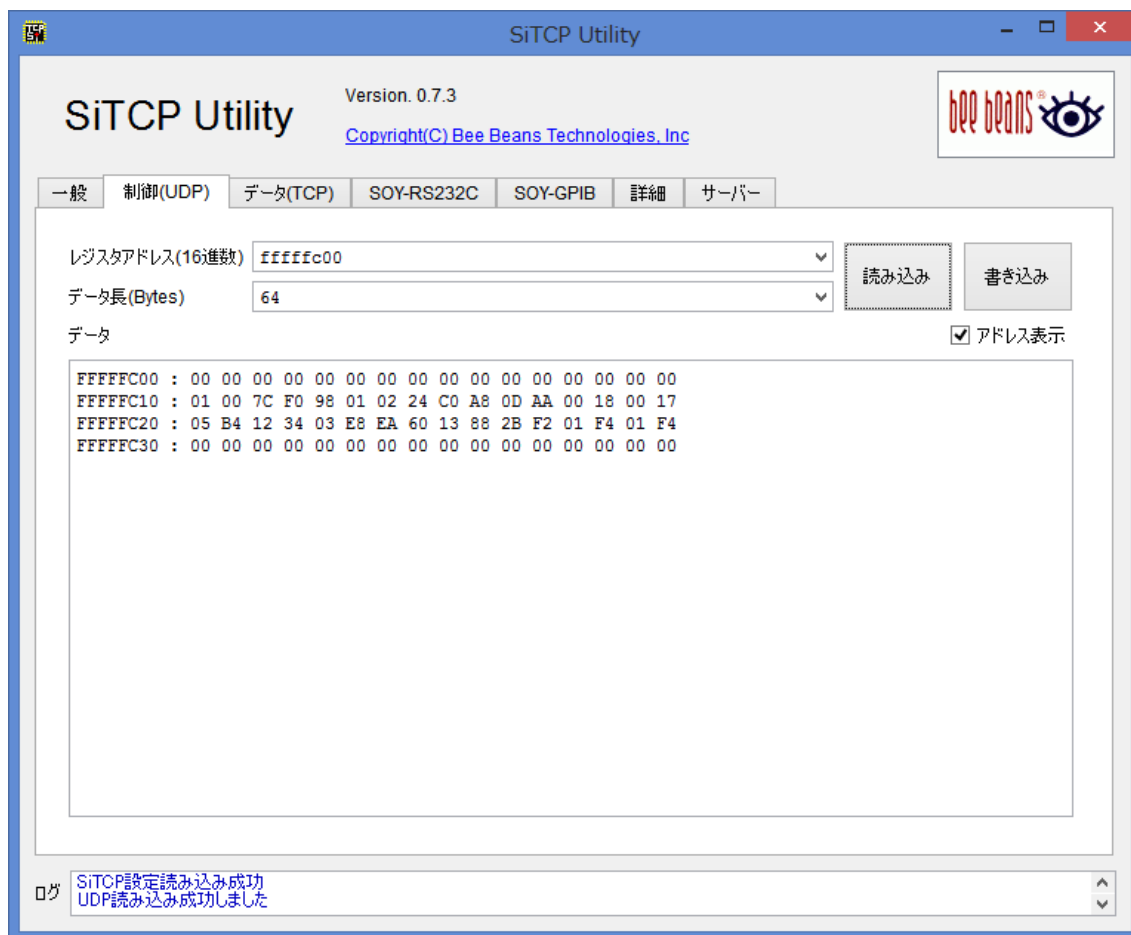 SiTCP Utility
SiTCP Utility
Version. 0.7.3
Copyright(C) Bee Beans Technologies, Inc
bee beans®
一般 制御(UDP) データ(TCP) SOY-RS232C SOY-GPIB 詳細 サーバー
レジスタアドレス(16進数) fffffc00
読み込み 書き込み
データ長(Bytes) 64
データ
アドレス表示
FFFFFC00 : 00 00 00 00 00 00 00 00 00 00 00 00 00 00 00 00
FFFFFC10 : 01 00 7C F0 98 01 02 24 C0 A8 0D AA 00 18 00 17
FFFFFC20 : 05 B4 12 34 03 E8 EA 60 13 88 2B F2 01 F4 01 F4
FFFFFC30 : 00 00 00 00 00 00 00 00 00 00 00 00 00 00 00 00
ログ
SiTCP設定読み込み成功
UDP読み込み成功しました